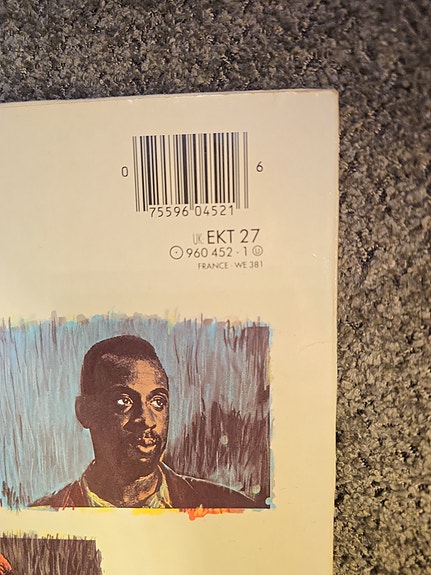 0 75596 04521 6
UK: EKT 27
960 452 - 1 U
FRANCE · WE 381